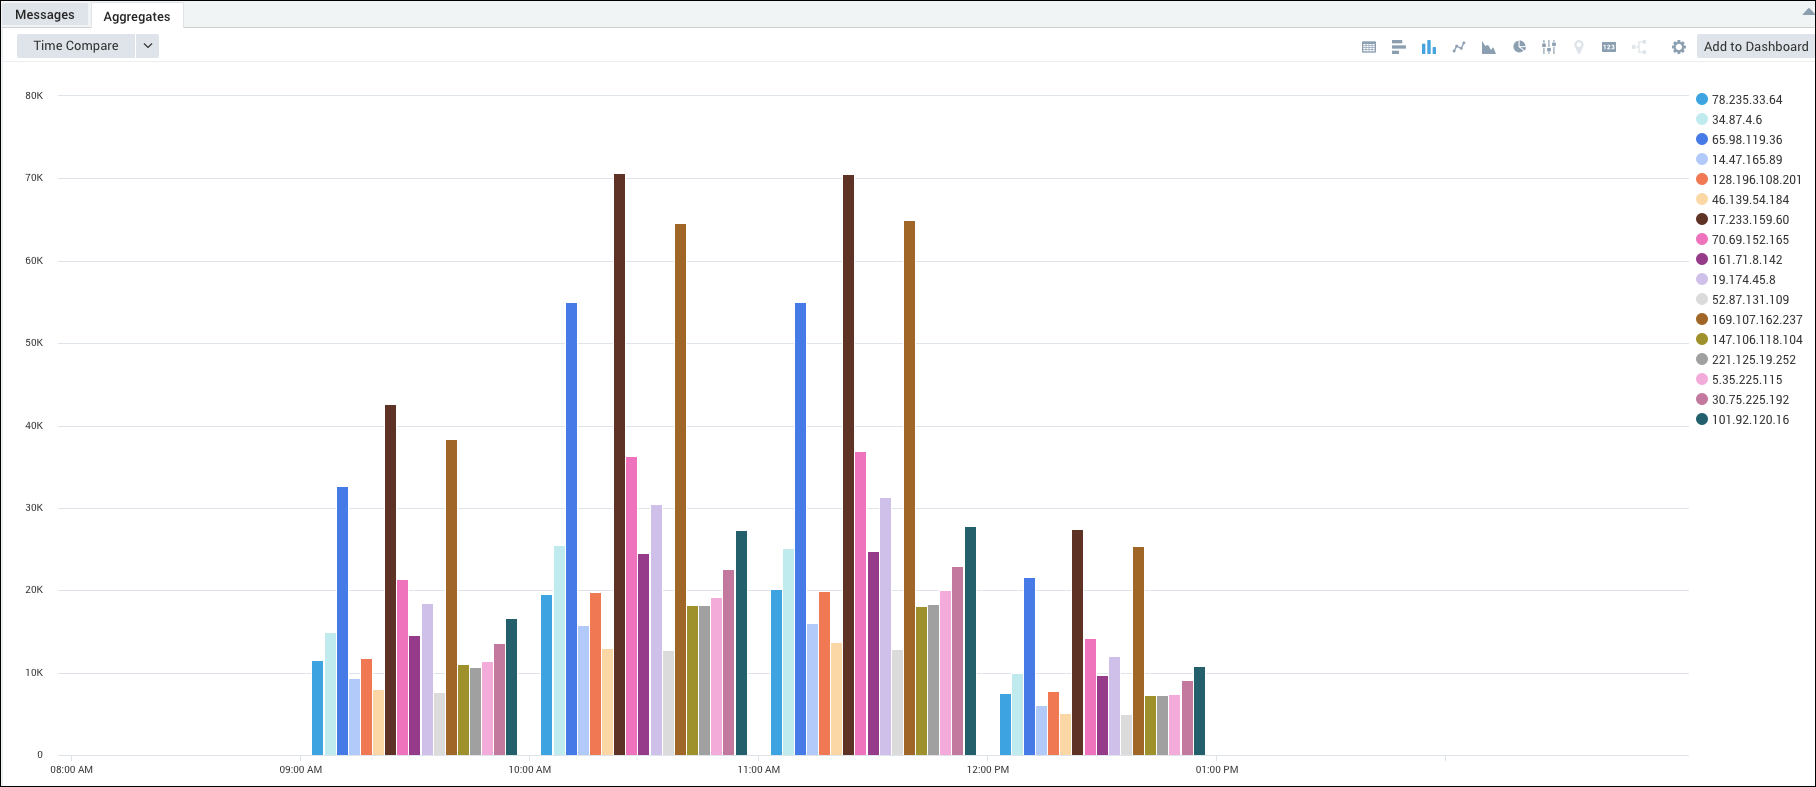 Messages Aggregates
Time Compare
123 Add to Dashboard
80K
70K
60K
50K
40K
30K
20K
10K
0
08:00 AM 09:00 AM 10:00 AM 11:00 AM 12:00 PM 01:00 PM
78.235.33.64
34.87.4.6
65.98.119.36
14.47.165.89
128.196.108.201
46.139.54.184
17.233.159.60
70.69.152.165
161.71.8.142
19.174.45.8
52.87.131.109
169.107.162.237
147.106.118.104
221.125.19.252
5.35.225.115
30.75.225.192
101.92.120.16